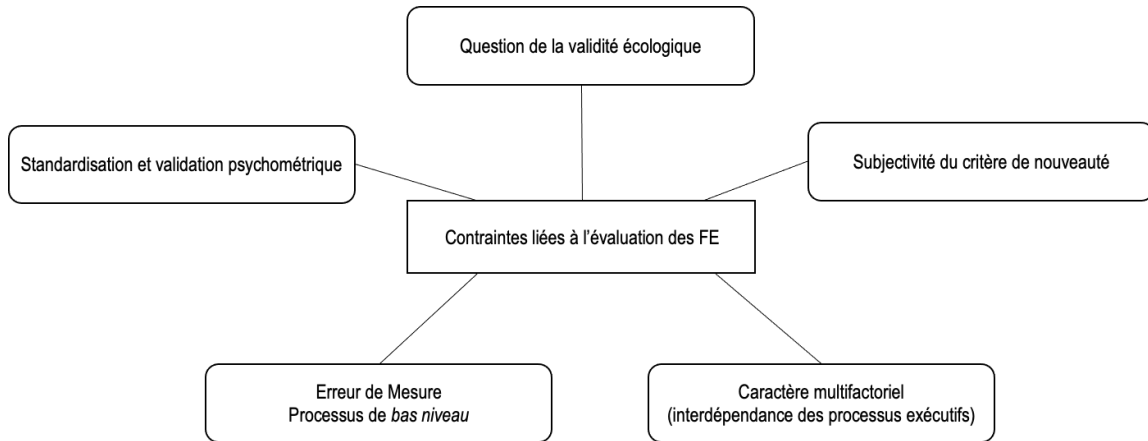 Question de la validité écologique
Standardisation et validation psychométrique
Subjectivité du critère de nouveauté
Contraintes liées à l’évaluation des FE
Erreur de Mesure
Processus de bas niveau
Caractère multifactoriel
(interdépendance des processus exécutifs)